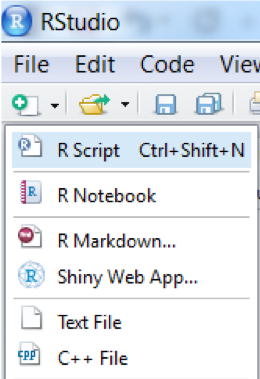 RStudio
File Edit Code View
R Script Ctrl+Shift+N
R Notebook
R Markdown...
Shiny Web App...
Text File
C++ File